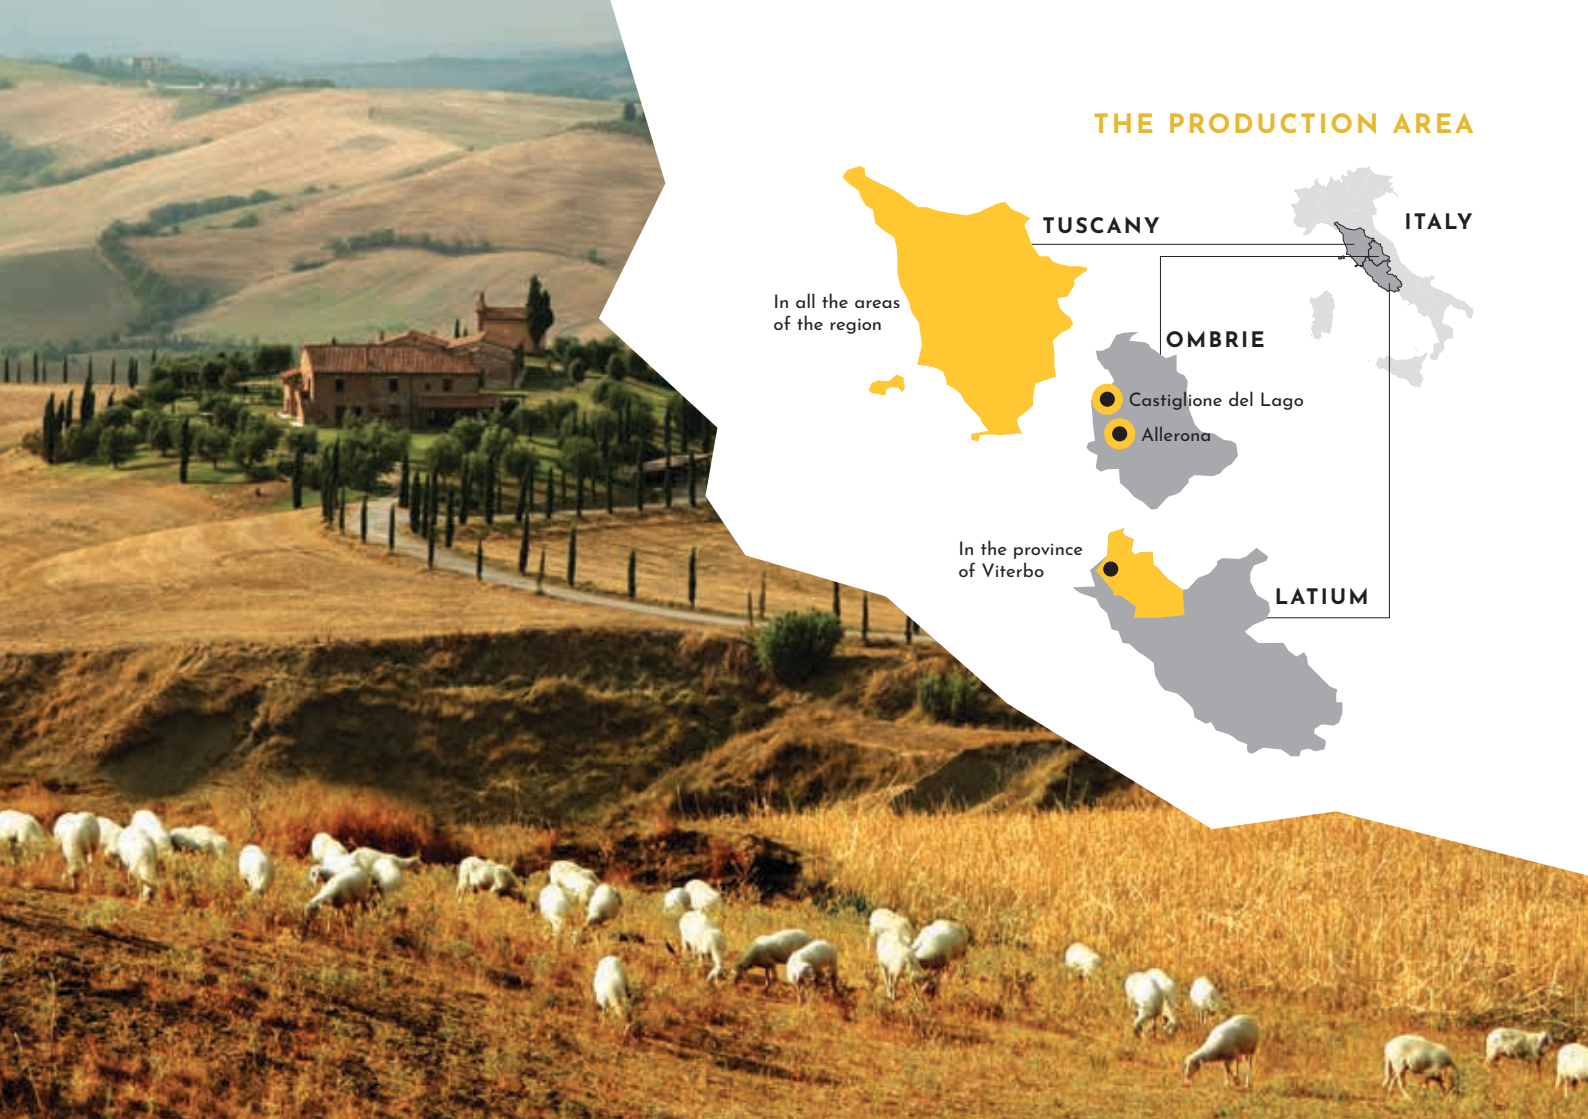 THE PRODUCTION AREA
TUSCANY
ITALY
In all the areas
of the region
OMBRIE
Castiglione del Lago
Allerona
In the province
of Viterbo
LATIUM